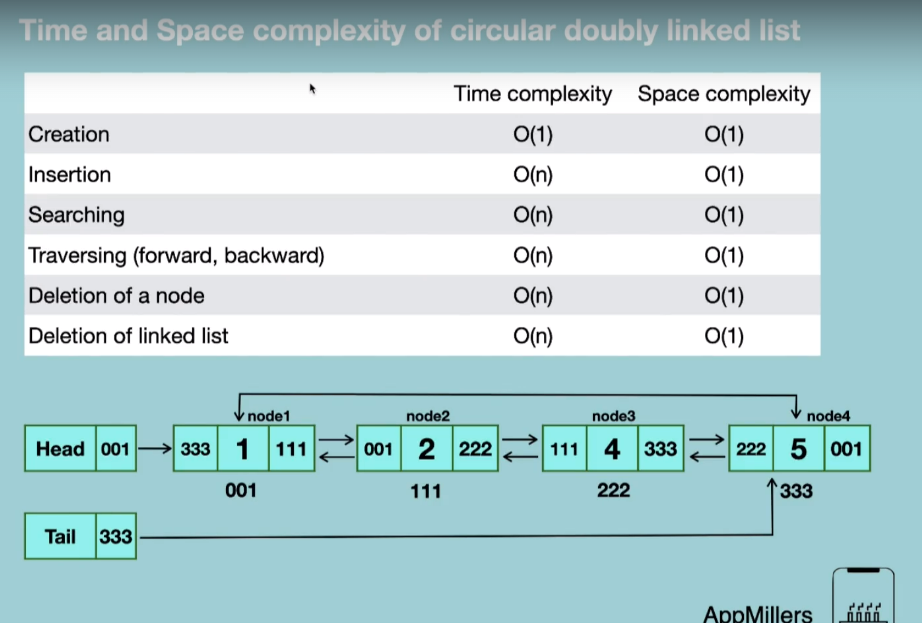 Time and Space complexity of circular doubly linked list
Time complexity Space complexity
Creation O(1) O(1)
Insertion O(n) O(1)
Searching O(n) O(1)
Traversing (forward, backward) O(n) O(1)
Deletion of a node O(n) O(1)
Deletion of linked list O(n) O(1)
node1 node2 node3 node4
Head 001 333 1 111 001 2 222 111 4 333 222 5 001
001 111 222 333
Tail 333
AppMillers